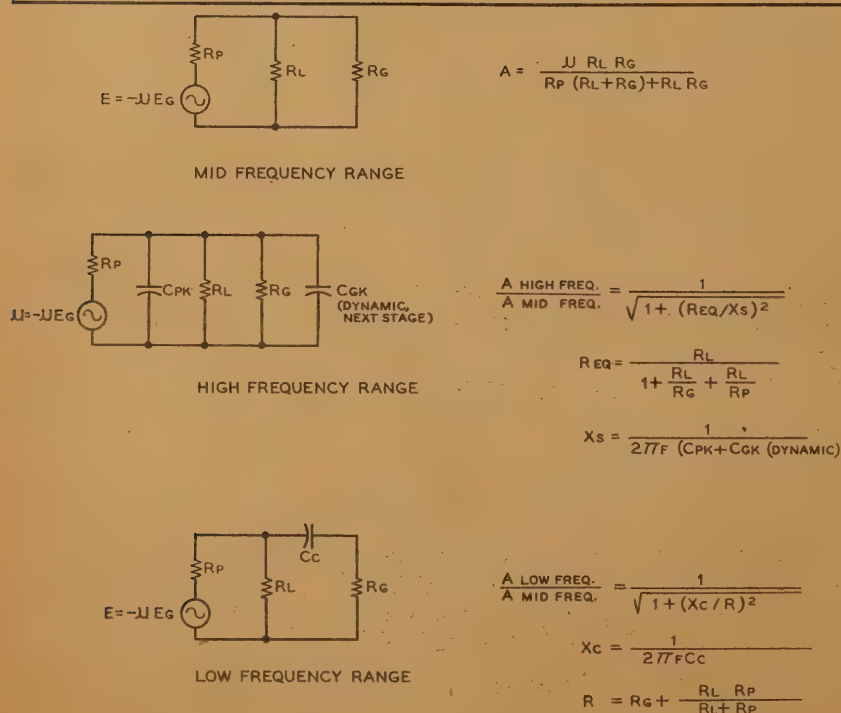 RP
RL
RG
E=-μEG
A = μ RL RG / RP (RL+RG)+RL RG
MID FREQUENCY RANGE
RP
CPK
RL
RG
CGK
(DYNAMIC,
NEXT STAGE)
μ=-μEG
HIGH FREQUENCY RANGE
A HIGH FREQ. / A MID FREQ. = 1 / √1+ (REQ/XS)²
REQ = RL / 1+ RL/RG + RL/RP
XS = 1 / 2πF (CPK+CGK (DYNAMIC)
RP
RL
CC
RG
E=-μEG
LOW FREQUENCY RANGE
A LOW FREQ. / A MID FREQ. = 1 / √1+(XC/R)²
XC = 1 / 2πFCC
R = RG+ RL RP / RL+RP